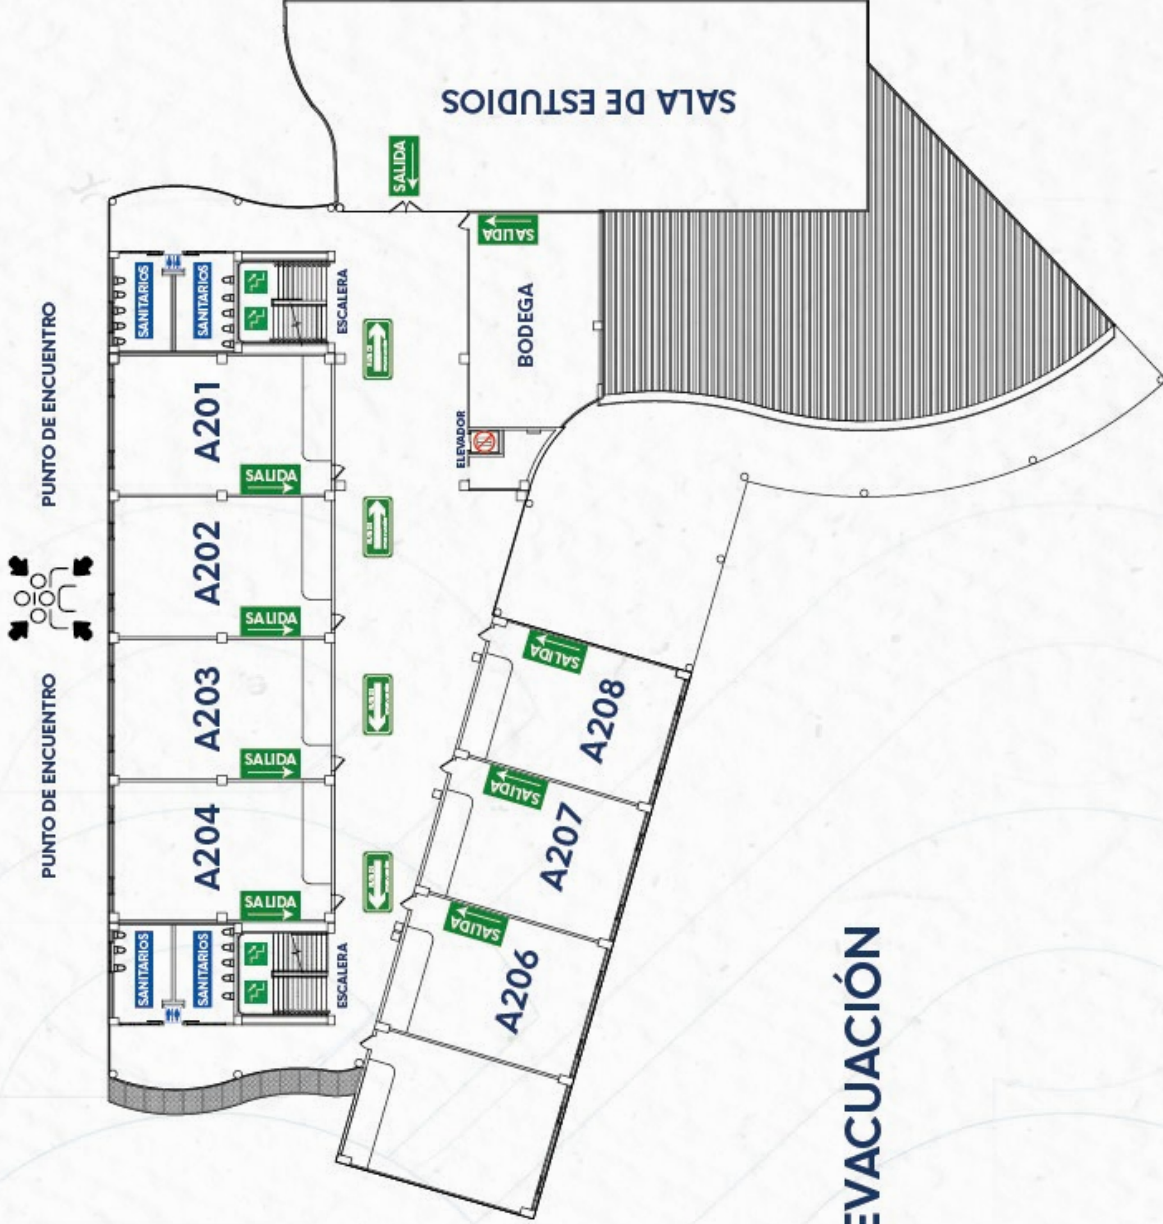 SALA DE ESTUDIOS
SALIDA
SALIDA
PUNTO DE ENCUENTRO
SANITARIOS
SANITARIOS
ESCALERA
BODEGA
ELEVADOR
A201
SALIDA
A202
SALIDA
PUNTO DE ENCUENTRO
A203
SALIDA
A204
SALIDA
A208
SALIDA
A207
SALIDA
A206
SALIDA
SANITARIOS
SANITARIOS
ESCALERA
EVACUACIÓN